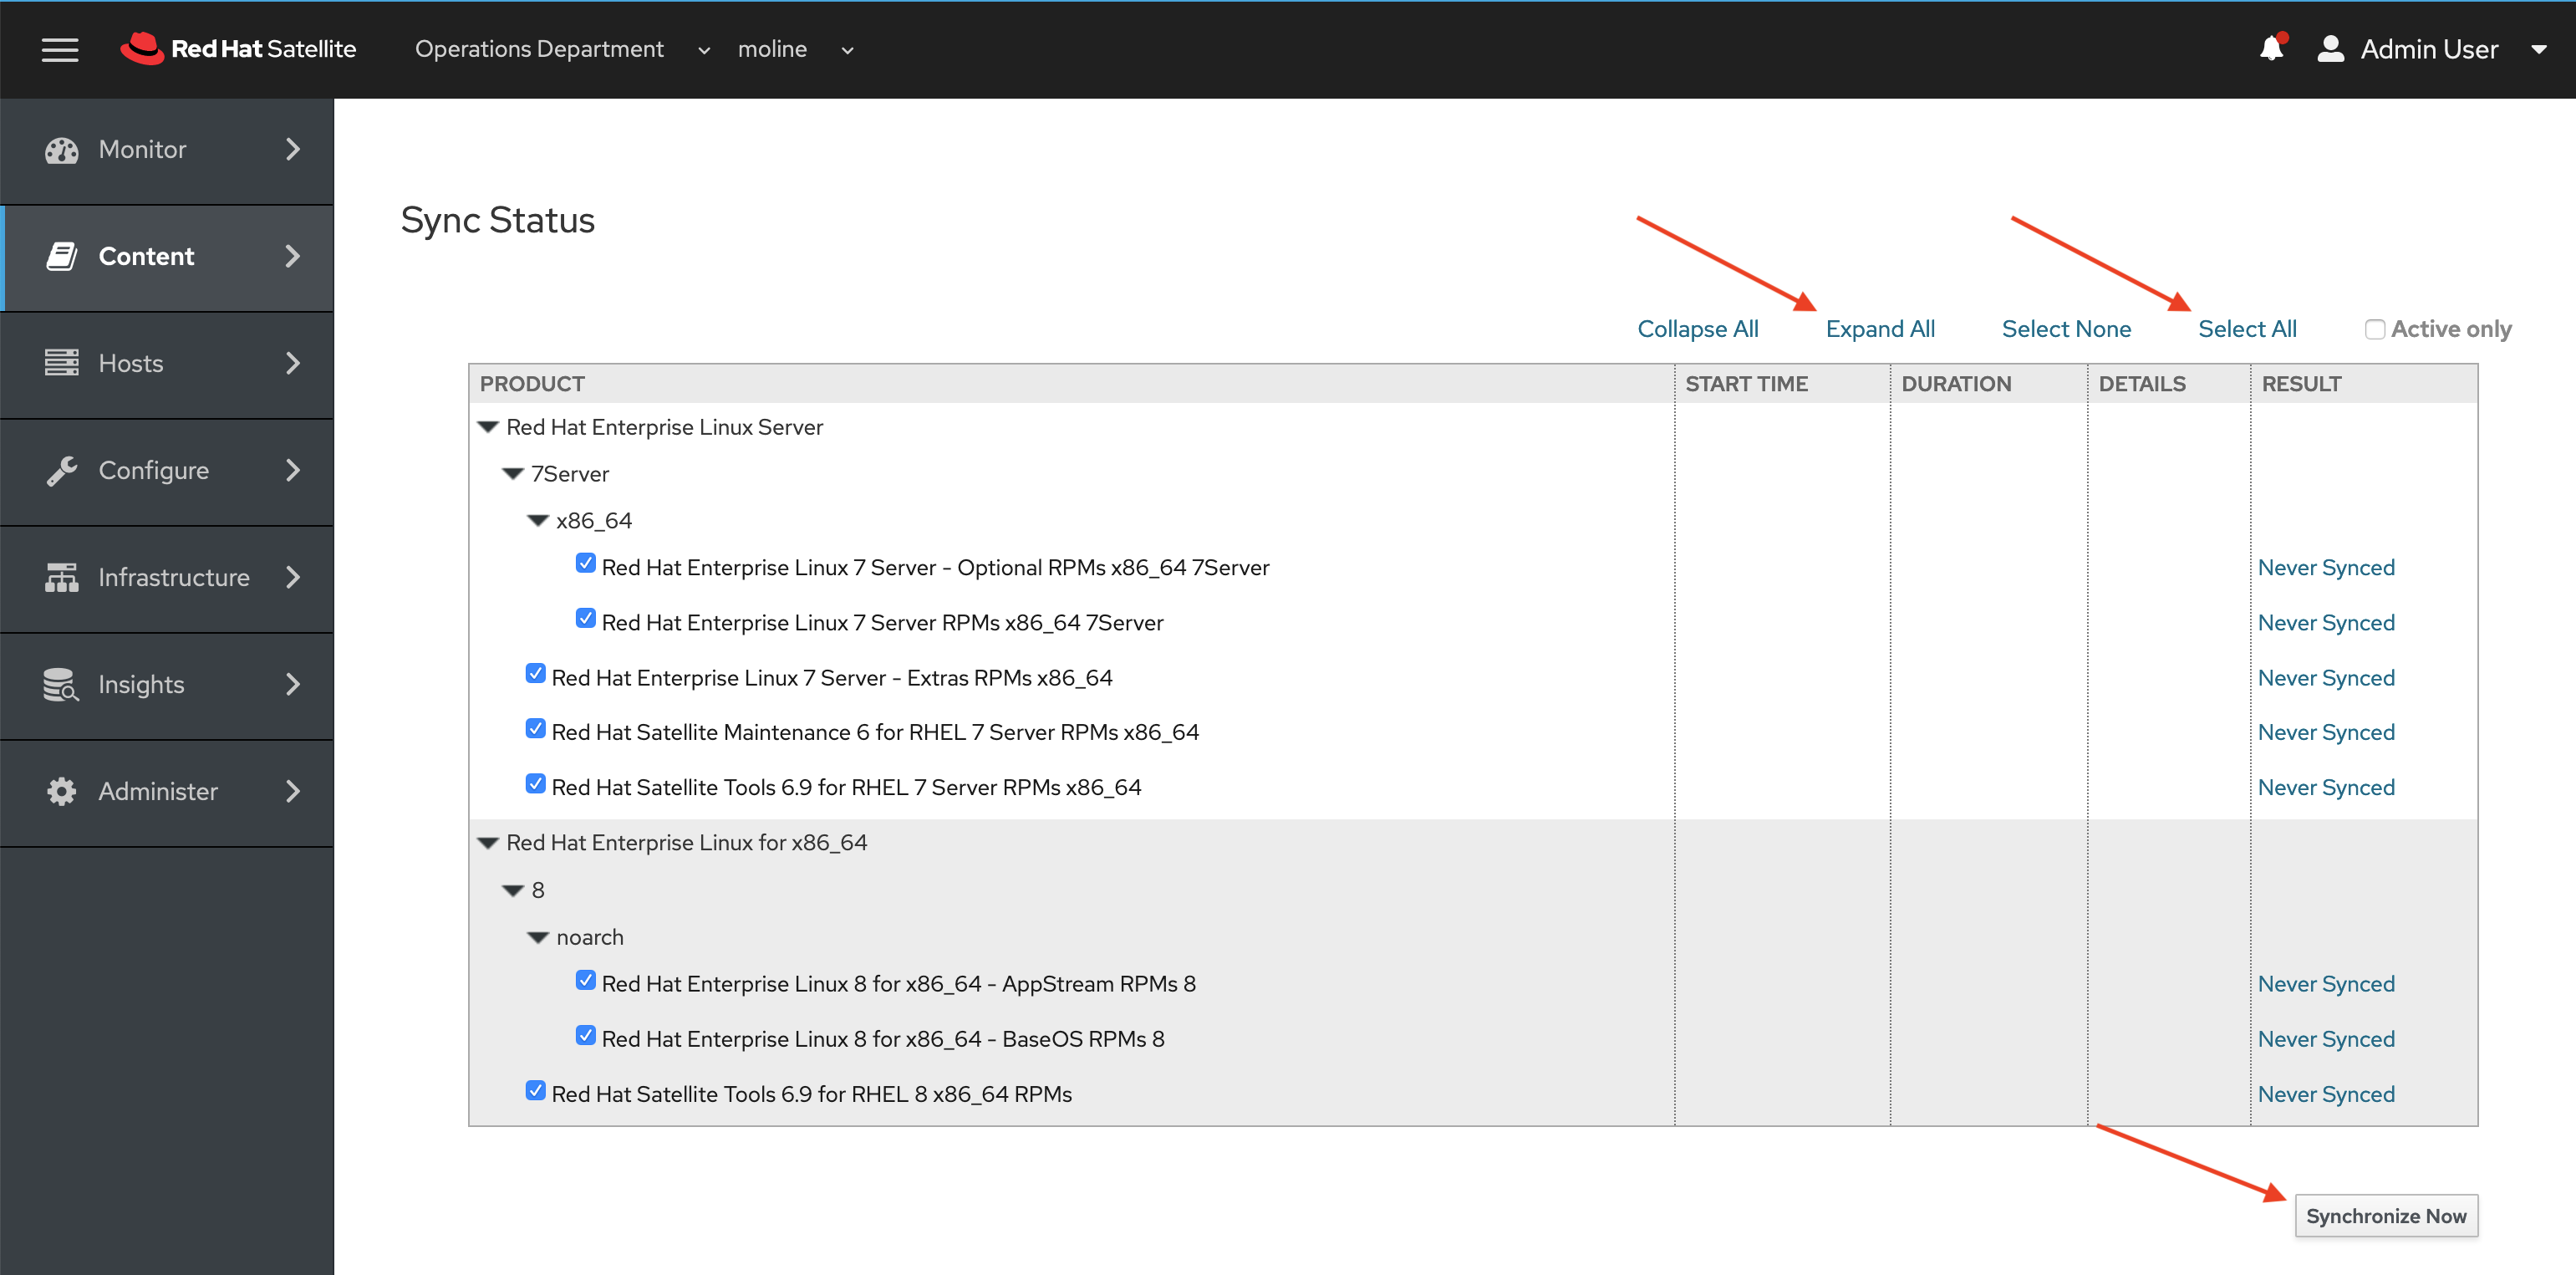 Red Hat Satellite Operations Department moline Admin User
Monitor
Content
Hosts
Configure
Infrastructure
Insights
Administer
Sync Status
Collapse All Expand All Select None Select All Active only
PRODUCT START TIME DURATION DETAILS RESULT
Red Hat Enterprise Linux Server
7Server
x86_64
Red Hat Enterprise Linux 7 Server - Optional RPMs x86_64 7Server Never Synced
Red Hat Enterprise Linux 7 Server RPMs x86_64 7Server Never Synced
Red Hat Enterprise Linux 7 Server - Extras RPMs x86_64 Never Synced
Red Hat Satellite Maintenance 6 for RHEL 7 Server RPMs x86_64 Never Synced
Red Hat Satellite Tools 6.9 for RHEL 7 Server RPMs x86_64 Never Synced
Red Hat Enterprise Linux for x86_64
8
noarch
Red Hat Enterprise Linux 8 for x86_64 - AppStream RPMs 8 Never Synced
Red Hat Enterprise Linux 8 for x86_64 - BaseOS RPMs 8 Never Synced
Red Hat Satellite Tools 6.9 for RHEL 8 x86_64 RPMs Never Synced
Synchronize Now